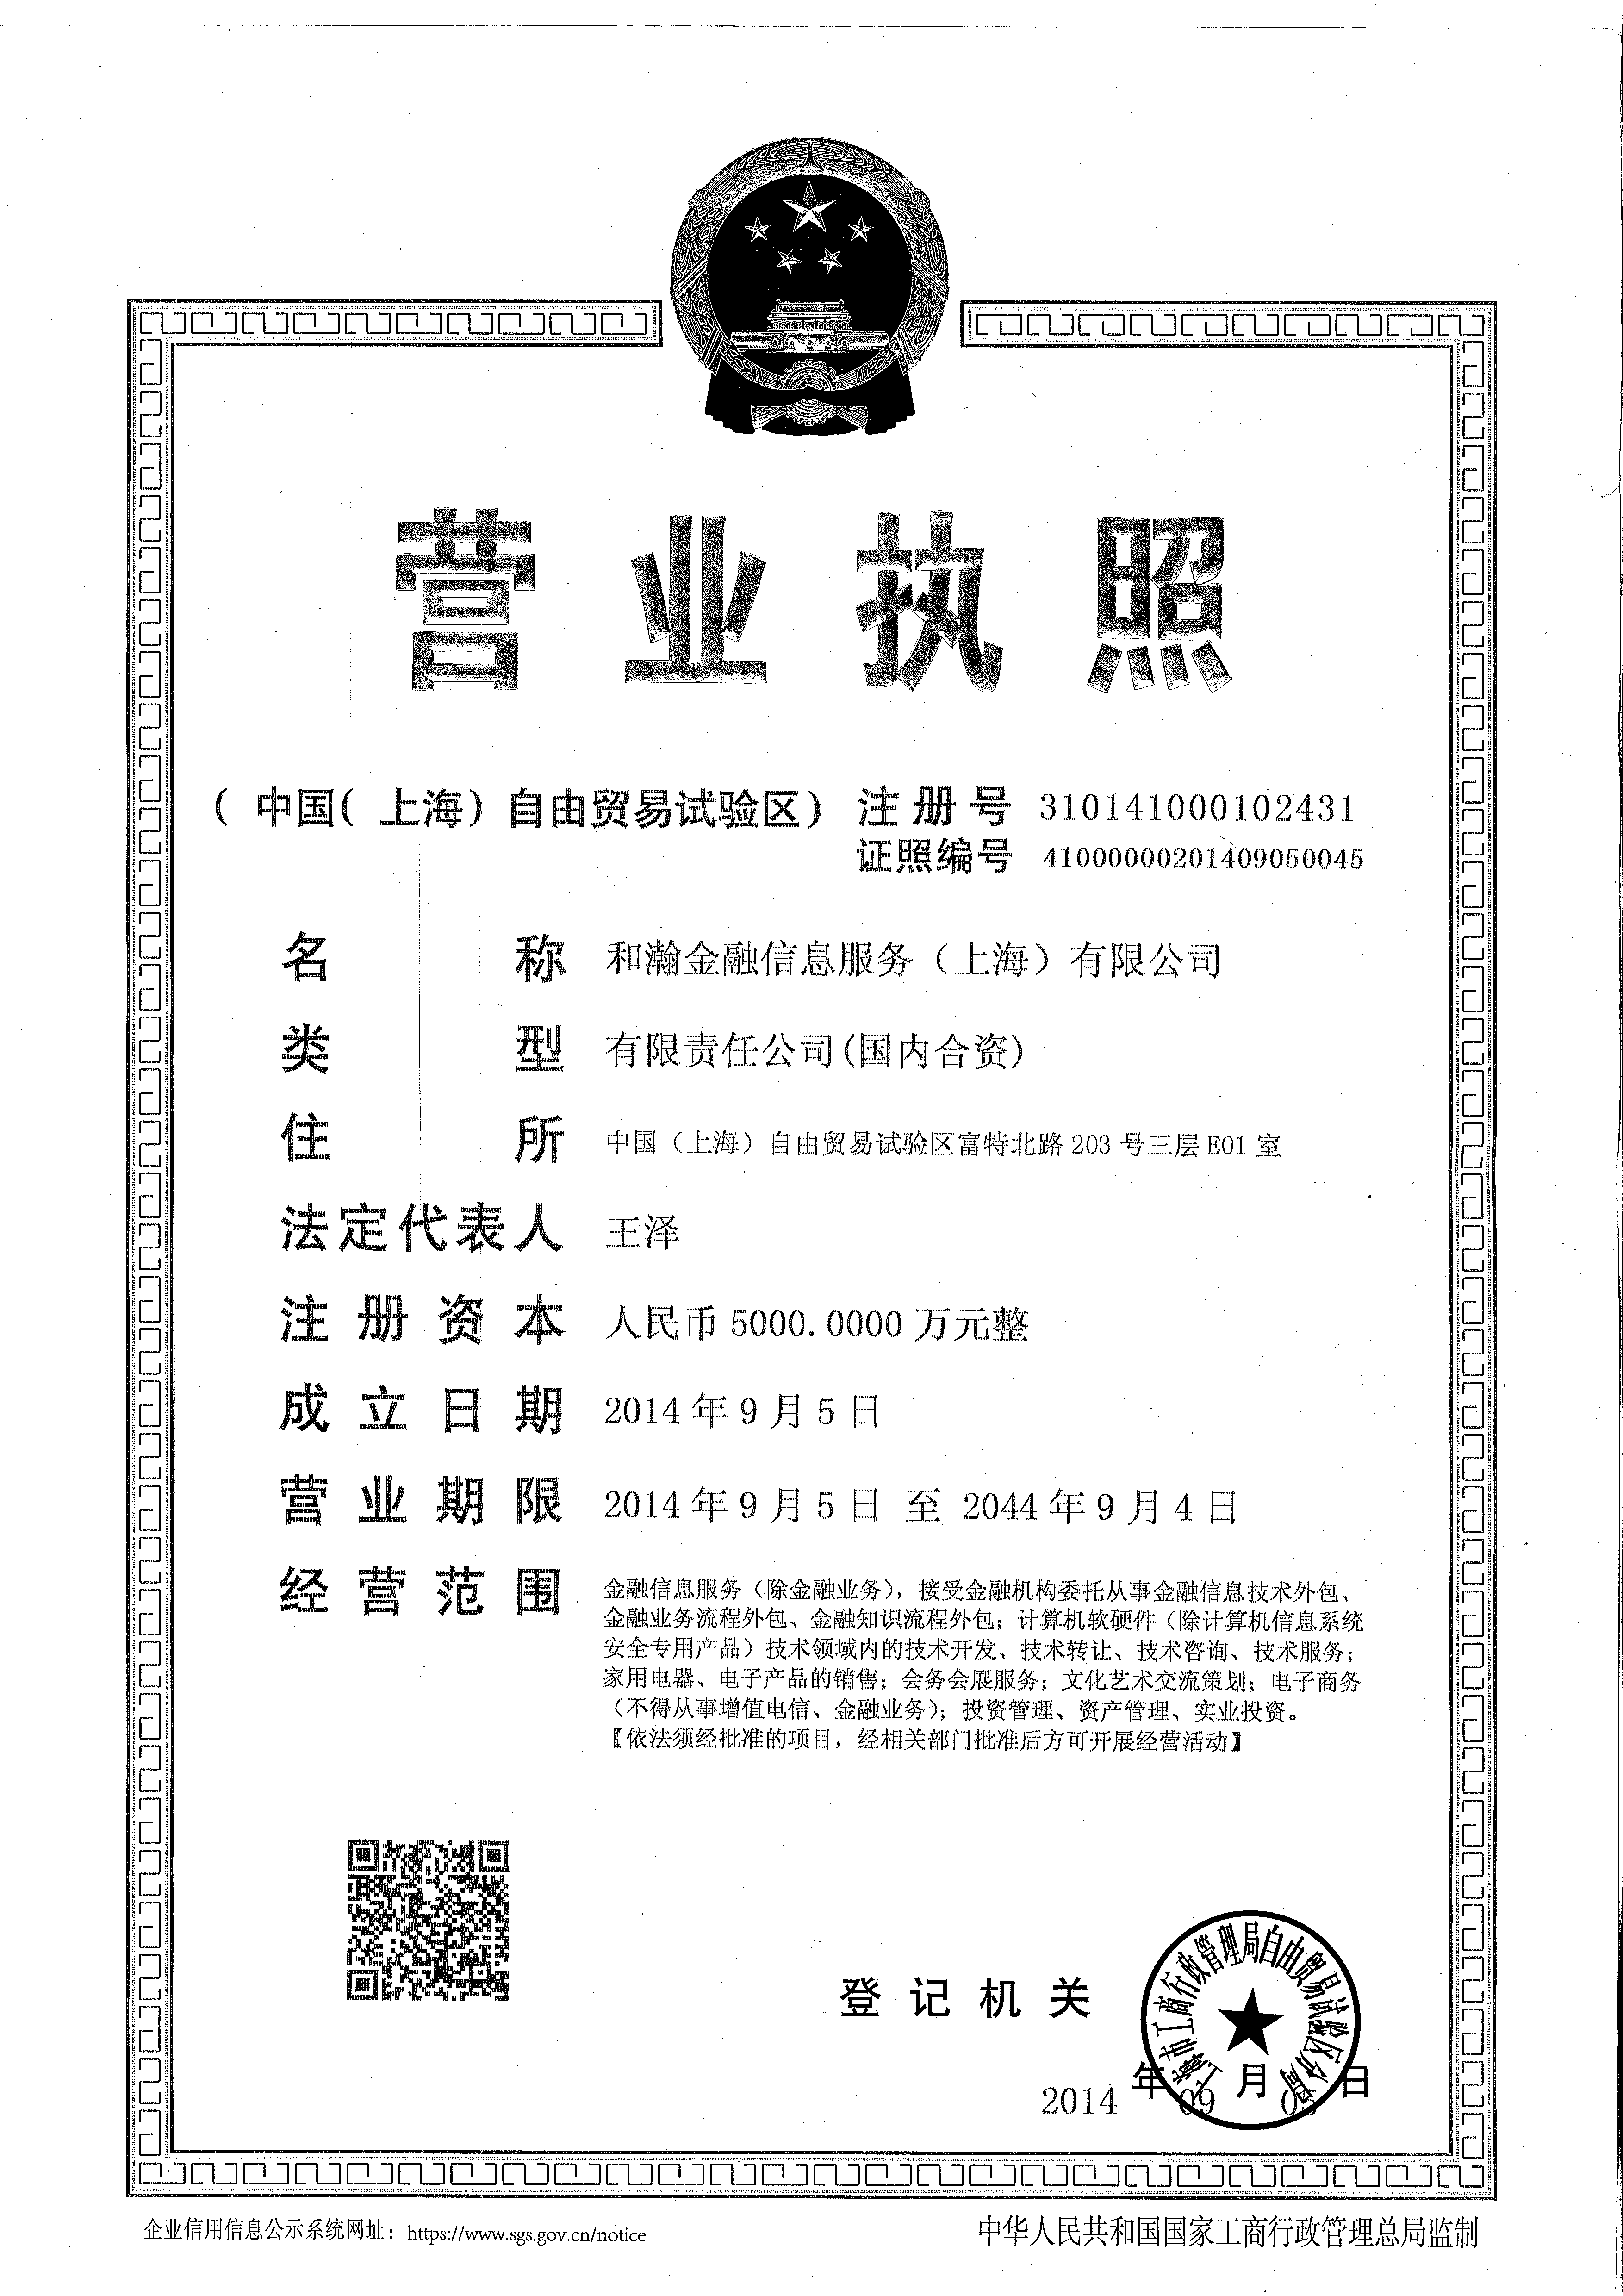 营业执照
(中国(上海)自由贸易试验区) 注册号 310141000102431
证照编号 41000000201409050045
名称 和瀚金融信息服务（上海）有限公司
类型 有限责任公司(国内合资)
住所 中国（上海）自由贸易试验区富特北路 203 号三层 E01 室
法定代表人 王泽
注册资本 人民币 5000.0000 万元整
成立日期 2014 年 9 月 5 日
营业期限 2014 年 9 月 5 日 至 2044 年 9 月 4 日
经营范围 金融信息服务（除金融业务），接受金融机构委托从事金融信息技术外包、
金融业务流程外包、金融知识流程外包；计算机软硬件（除计算机信息系统
安全专用产品）技术领域内的技术开发、技术转让、技术咨询、技术服务；
家用电器、电子产品的销售；会务会展服务；文化艺术交流策划；电子商务
（不得从事增值电信、金融业务）；投资管理、资产管理、实业投资。
【依法须经批准的项目，经相关部门批准后方可开展经营活动】
登记机关
上海市工商行政管理局自由贸易试验区分局
2014 年 09 月 05 日
企业信用信息公示系统网址：https://www.sgs.gov.cn/notice
中华人民共和国国家工商行政管理总局监制